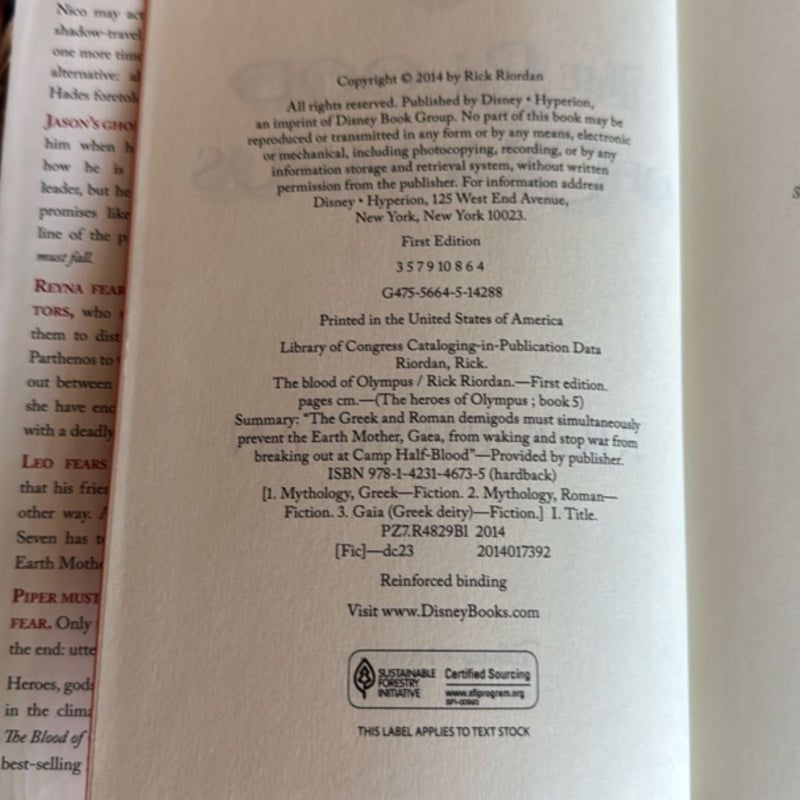 Nico may
shadow-travel
one more time
alternative:
Hades foretol
JASON'S GHO
him when h
how he is
leader, but he
promises like
line of the p
must fall.
REYNA FEAR
TORS, who
them to dist
Parthenos to
out between
she have enc
with a deadly
LEO FEARS
that his frien
other way.
Seven has t
Earth Moth
PIPER MUST
FEAR. Only
the end: utte
Heroes, gods
in the clim
The Blood of
best-selling
Copyright © 2014 by Rick Riordan
All rights reserved. Published by Disney • Hyperion,
an imprint of Disney Book Group. No part of this book may be
reproduced or transmitted in any form or by any means, electronic
or mechanical, including photocopying, recording, or by any
information storage and retrieval system, without written
permission from the publisher. For information address
Disney • Hyperion, 125 West End Avenue,
New York, New York 10023.
First Edition
3 5 7 9 10 8 6 4
G475-5664-5-14288
Printed in the United States of America
Library of Congress Cataloging-in-Publication Data
Riordan, Rick.
The blood of Olympus / Rick Riordan.—First edition.
pages cm.—(The heroes of Olympus ; book 5)
Summary: "The Greek and Roman demigods must simultaneously
prevent the Earth Mother, Gaea, from waking and stop war from
breaking out at Camp Half-Blood"—Provided by publisher.
ISBN 978-1-4231-4673-5 (hardback)
[1. Mythology, Greek—Fiction. 2. Mythology, Roman—
Fiction. 3. Gaia (Greek deity)—Fiction.] I. Title.
PZ7.R4829Bl 2014
[Fic]—dc23 2014017392
Reinforced binding
Visit www.DisneyBooks.com
SUSTAINABLE
FORESTRY
INITIATIVE
Certified Sourcing
www.sfiprogram.org
SFI-00993
THIS LABEL APPLIES TO TEXT STOCK